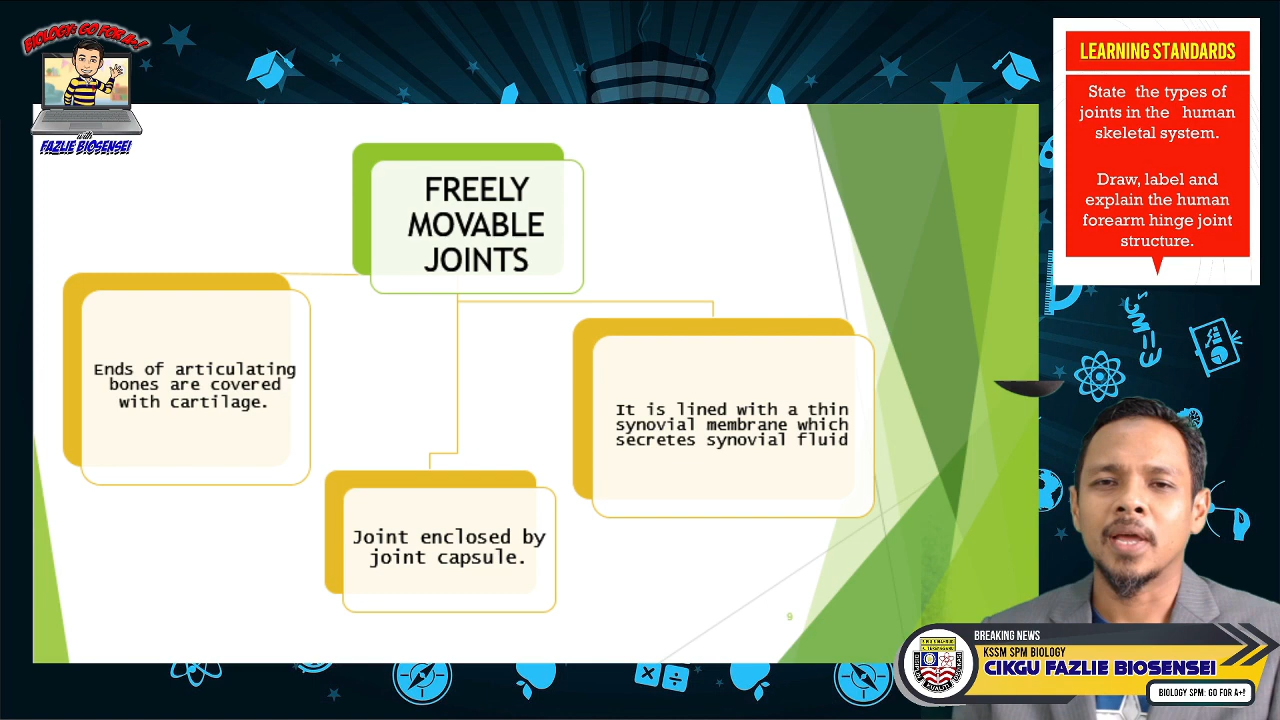 BIOLOGY: GO FOR A+!
with
FAZLIE BIOSENSEI
FREELY
MOVABLE
JOINTS
Ends of articulating
bones are covered
with cartilage.
Joint enclosed by
joint capsule.
It is lined with a thin
synovial membrane which
secretes synovial fluid
9
LEARNING STANDARDS
State the types of
joints in the human
skeletal system.
Draw, label and
explain the human
forearm hinge joint
structure.
BREAKING NEWS
KSSM SPM BIOLOGY
CIKGU FAZLIE BIOSENSEI
BIOLOGY SPM: GO FOR A+!